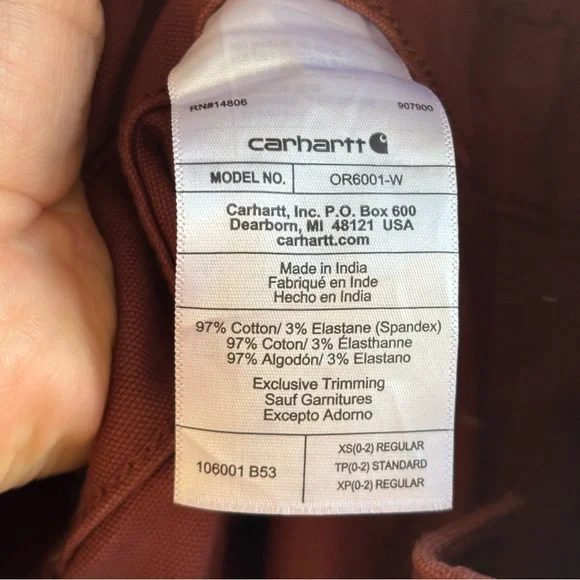 RN#14806 907900
carhartt
MODEL NO. OR6001-W
Carhartt, Inc. P.O. Box 600
Dearborn, MI 48121 USA
carhartt.com
Made in India
Fabriqué en Inde
Hecho en India
97% Cotton/ 3% Elastane (Spandex)
97% Coton/ 3% Élasthanne
97% Algodón/ 3% Elastano
Exclusive Trimming
Sauf Garnitures
Excepto Adorno
106001 B53
XS(0-2) REGULAR
TP(0-2) STANDARD
XP(0-2) REGULAR